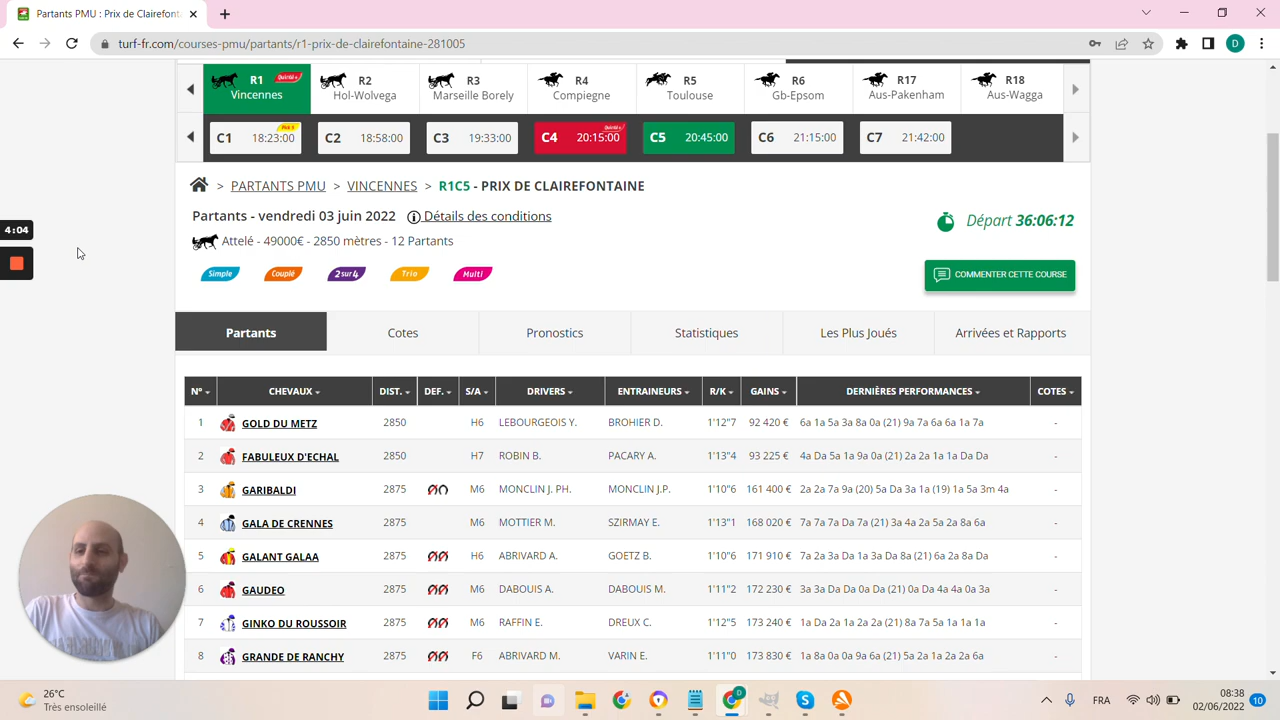 Partants PMU : Prix de Clairefont
turf-fr.com/courses-pmu/partants/r1-prix-de-clairefontaine-281005
D
R1 Quinté+ R2 R3 R4 R5 R6 R17 R18
Vincennes Hol-Wolvega Marseille Borely Compiegne Toulouse Gb-Epsom Aus-Pakenham Aus-Wagga
C1 18:23:00 Pick 5 C2 18:58:00 C3 19:33:00 C4 20:15:00 Quinté+ C5 20:45:00 C6 21:15:00 C7 21:42:00
> PARTANTS PMU > VINCENNES > R1C5 - PRIX DE CLAIREFONTAINE
Partants - vendredi 03 juin 2022 Détails des conditions
Départ 36:06:12
4:04
Attelé - 49000€ - 2850 mètres - 12 Partants
Simple Couplé 2sur4 Trio Multi
COMMENTER CETTE COURSE
Partants Cotes Pronostics Statistiques Les Plus Joués Arrivées et Rapports
N° CHEVAUX DIST. DEF. S/A DRIVERS ENTRAINEURS R/K GAINS DERNIÈRES PERFORMANCES COTES
1 GOLD DU METZ 2850 H6 LEBOURGEOIS Y. BROHIER D. 1'12"7 92 420 € 6a 1a 5a 3a 8a 0a (21) 9a 7a 6a 6a 1a 7a -
2 FABULEUX D'ECHAL 2850 H7 ROBIN B. PACARY A. 1'13"4 93 225 € 4a Da 5a 1a 9a 0a (21) 2a 2a 1a 1a Da Da -
3 GARIBALDI 2875 M6 MONCLIN J. PH. MONCLIN J.P. 1'10"6 161 400 € 2a 2a 7a 9a (20) 5a Da 3a 1a (19) 1a 5a 3m 4a -
4 GALA DE CRENNES 2875 M6 MOTTIER M. SZIRMAY E. 1'13"1 168 020 € 7a 7a 7a Da 7a (21) 3a 4a 2a 5a 2a 8a 6a -
5 GALANT GALAA 2875 H6 ABRIVARD A. GOETZ B. 1'10"6 171 910 € 7a 2a 3a Da 1a 3a Da 8a (21) 6a 2a 8a Da -
6 GAUDEO 2875 M6 DABOUIS A. DABOUIS M. 1'11"2 172 230 € 3a 3a Da Da 0a Da (21) 0a Da 4a 4a 0a 3a -
7 GINKO DU ROUSSOIR 2875 M6 RAFFIN E. DREUX C. 1'12"5 173 240 € 1a Da 2a 1a 2a 2a (21) 8a 7a 5a 1a 1a 1a -
8 GRANDE DE RANCHY 2875 F6 ABRIVARD M. VARIN E. 1'11"0 173 830 € 1a 8a 0a 0a 9a 6a (21) 5a 2a 1a 2a 2a 6a -
26°C
Très ensoleillé
D
FRA
08:38
02/06/2022
10